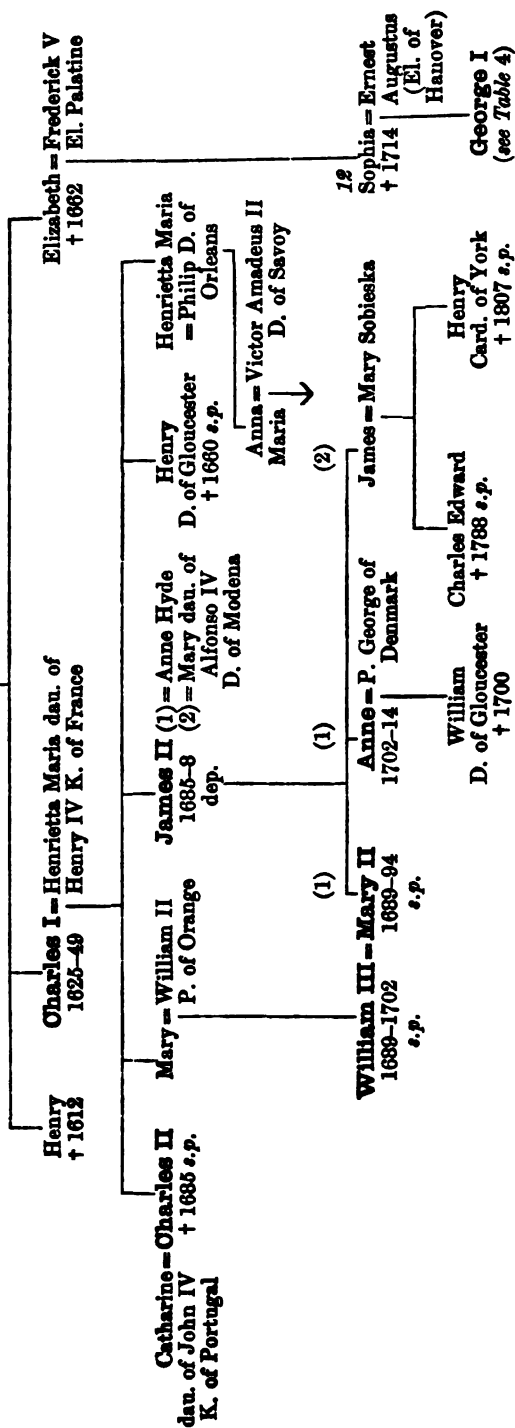 Henry
† 1612
Charles I = Henrietta Maria dau. of
1625–49 Henry IV K. of France
Elizabeth = Frederick V
† 1662 El. Palatine
Catharine = Charles II
dau. of John IV † 1685 s.p.
K. of Portugal
Mary = William II
P. of Orange
James II (1) = Anne Hyde
1685–8 (2) = Mary dau. of
dep. Alfonso IV
D. of Modena
Henry
D. of Gloucester
† 1660 s.p.
Henrietta Maria
= Philip D. of
Orleans
Anna = Victor Amadeus II
Maria D. of Savoy
12
Sophia = Ernest
† 1714 Augustus
(El. of
Hanover)
(1)
William III = Mary II
1689–1702 1689–94
s.p. s.p.
(1)
Anne = P. George of
1702–14 Denmark
(2)
James = Mary Sobieska
George I
(see Table 4)
William
D. of Gloucester
† 1700
Charles Edward
† 1788 s.p.
Henry
Card. of York
† 1807 s.p.